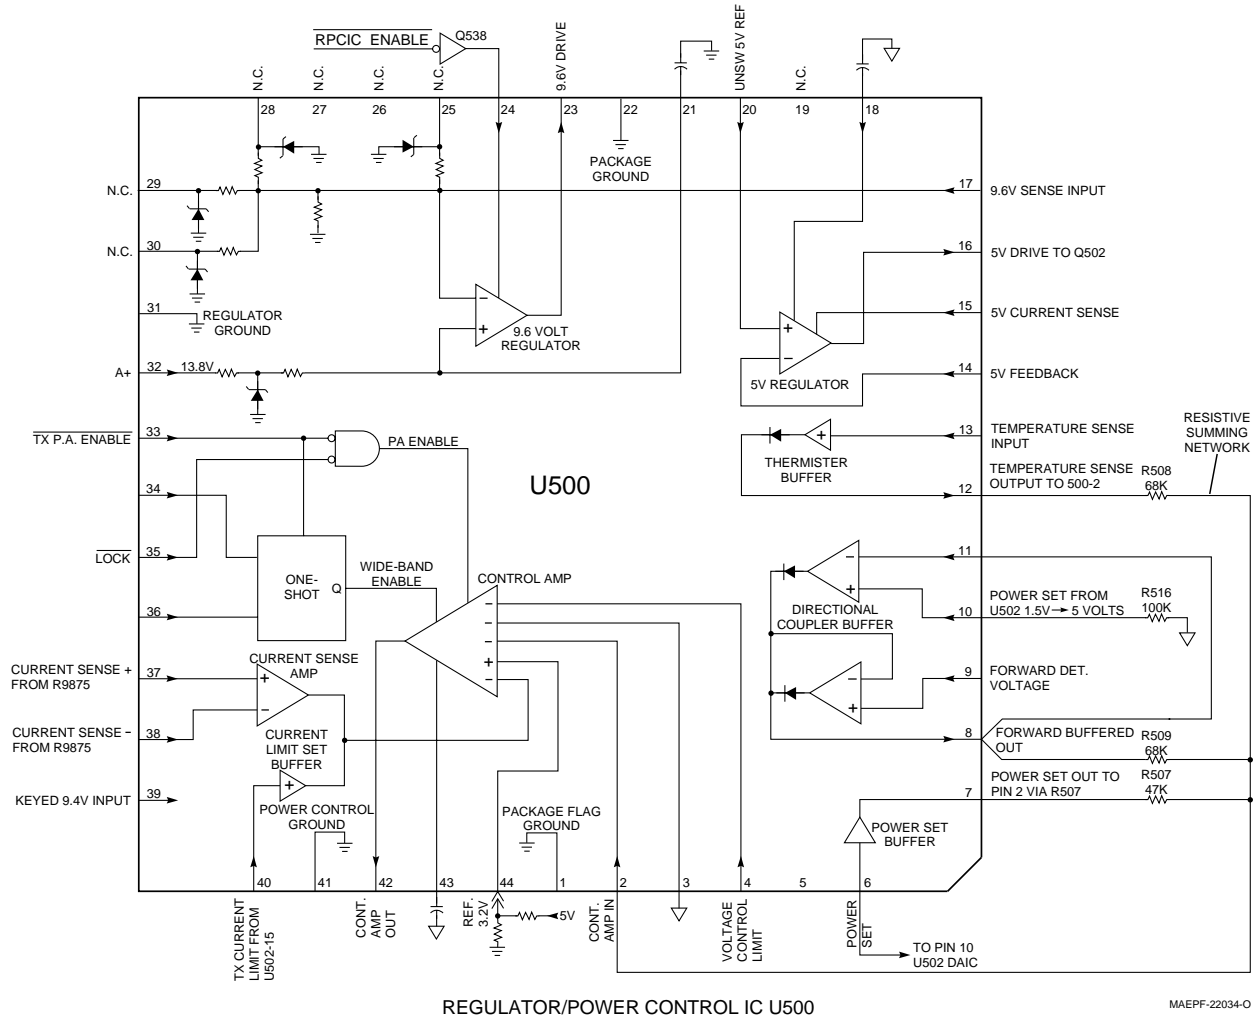 RPCIC ENABLE
Q538
N.C.
N.C.
N.C.
N.C.
9.6V DRIVE
UNSW 5V REF
N.C.
28
27
26
25
24
23
22
21
20
19
18
PACKAGE
GROUND
N.C.
29
17
9.6V SENSE INPUT
N.C.
30
16
5V DRIVE TO Q502
31
REGULATOR
GROUND
15
5V CURRENT SENSE
−
+
9.6 VOLT
REGULATOR
+
−
5V REGULATOR
A+
32
13.8V
14
5V FEEDBACK
TX P.A. ENABLE
33
PA ENABLE
+
THERMISTER
BUFFER
13
TEMPERATURE SENSE
INPUT
RESISTIVE
SUMMING
NETWORK
34
U500
12
TEMPERATURE SENSE
OUTPUT TO 500-2
R508
68K
LOCK
35
ONE-
SHOT
Q
WIDE-BAND
ENABLE
CONTROL AMP
−
−
−
+
−
−
+
DIRECTIONAL
COUPLER BUFFER
11
36
10
POWER SET FROM
U502 1.5V → 5 VOLTS
R516
100K
CURRENT SENSE +
FROM R9875
37
CURRENT SENSE
AMP
+
−
−
+
9
FORWARD DET.
VOLTAGE
CURRENT SENSE −
FROM R9875
38
CURRENT
LIMIT SET
BUFFER
+
8
FORWARD BUFFERED
OUT
R509
68K
KEYED 9.4V INPUT
39
POWER CONTROL
GROUND
PACKAGE FLAG
GROUND
7
POWER SET OUT TO
PIN 2 VIA R507
R507
47K
POWER SET
BUFFER
40
41
42
43
44
1
2
3
4
5
6
TX CURRENT
LIMIT FROM
U502-15
CONT.
AMP
OUT
REF.
3.2V
5V
CONT.
AMP IN
VOLTAGE
CONTROL
LIMIT
POWER
SET
TO PIN 10
U502 DAIC
REGULATOR/POWER CONTROL IC U500
MAEPF-22034-O